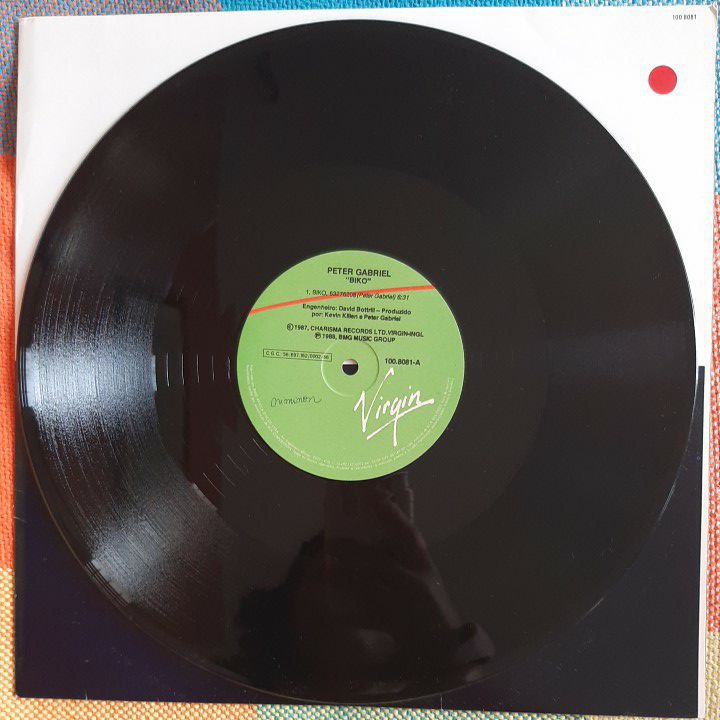 100 8081
PETER GABRIEL
"BIKO"
1. BIKO, 63276208 (Peter Gabriel) 6:31
Engenheiro: David Bottrill – Produzido
por: Kevin Killen e Peter Gabriel
© 1987, CHARISMA RECORDS LTD. VIRGIN-INGL
℗ 1988, BMG MUSIC GROUP
100.8081-A
Virgin